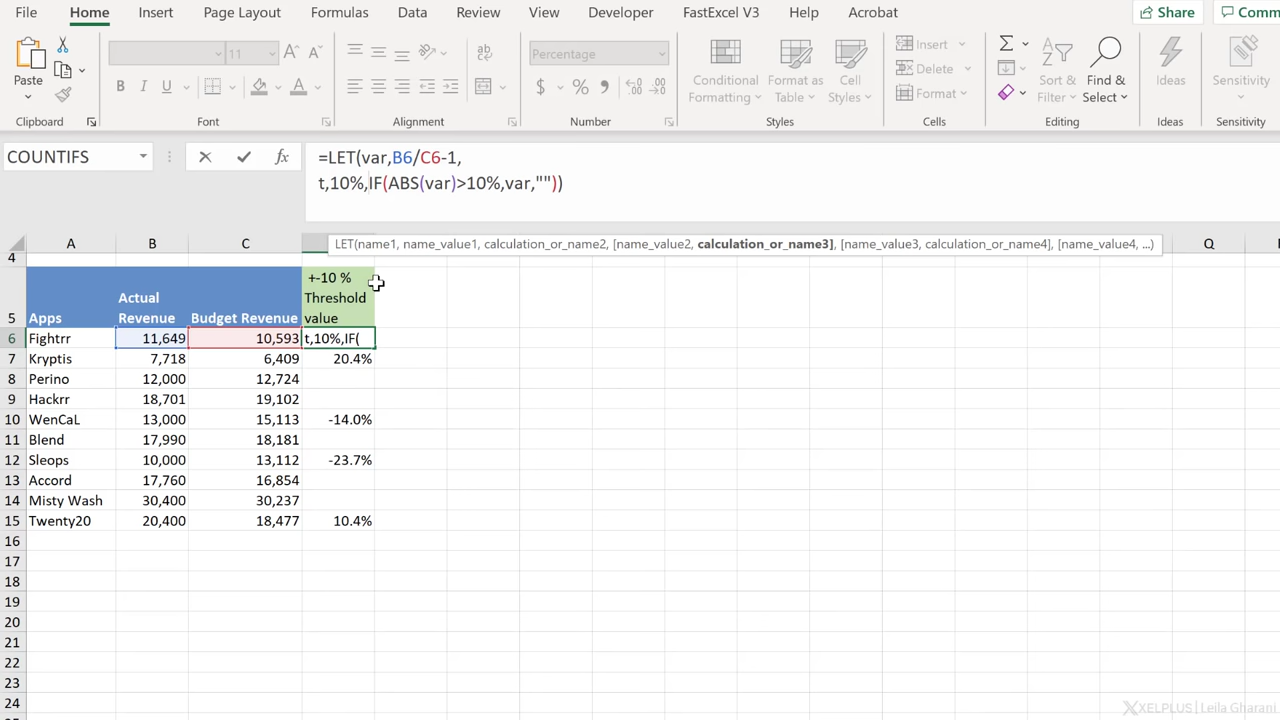 Home Insert Page Layout Formulas Data Review View Developer FastExcel V3 Help Acrobat Share Comm
Paste
11
B I U
A
ab
Percentage
$ % 9
Conditional Formatting
Format as Table
Cell Styles
Insert
Delete
Format
Sort & Filter
Find & Select
Ideas
Sensitivity
Clipboard Font Alignment Number Styles Cells Editing Ideas Sensitivity
COUNTIFS fx =LET(var,B6/C6-1,
t,10%,IF(ABS(var)>10%,var,""))
LET(name1, name_value1, calculation_or_name2, [name_value2, calculation_or_name3], [name_value3, calculation_or_name4], [name_value4, ...)
A B C Q
4
5 Apps Actual Revenue Budget Revenue +-10 % Threshold value
6 Fightrr 11,649 10,593 t,10%,IF(
7 Kryptis 7,718 6,409 20.4%
8 Perino 12,000 12,724
9 Hackrr 18,701 19,102
10 WenCaL 13,000 15,113 -14.0%
11 Blend 17,990 18,181
12 Sleops 10,000 13,112 -23.7%
13 Accord 17,760 16,854
14 Misty Wash 30,400 30,237
15 Twenty20 20,400 18,477 10.4%
16
17
18
19
20
21
22
23
24
XELPLUS | Leila Gharani